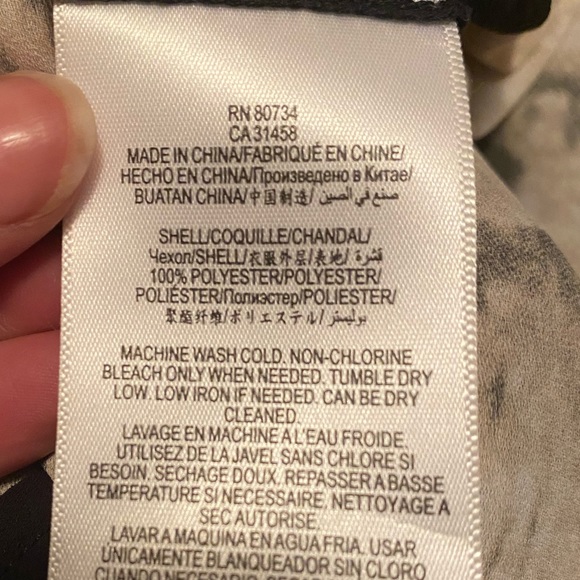 RN 80734
CA 31458
MADE IN CHINA/FABRIQUÉ EN CHINE/
HECHO EN CHINA/Произведено в Китае/
BUATAN CHINA/中国制造/ صنع في الصين
SHELL/COQUILLE/CHANDAL/
Чехол/SHELL/衣服外层/表地/ قشرة/
100% POLYESTER/POLYESTER/
POLIÉSTER/Полиэстер/POLIESTER/
聚酯纤维/ポリエステル/ بوليستر
MACHINE WASH COLD. NON-CHLORINE
BLEACH ONLY WHEN NEEDED. TUMBLE DRY
LOW. LOW IRON IF NEEDED. CAN BE DRY
CLEANED.
LAVAGE EN MACHINE A L'EAU FROIDE.
UTILISEZ DE LA JAVEL SANS CHLORE SI
BESOIN. SECHAGE DOUX. REPASSER A BASSE
TEMPERATURE SI NECESSAIRE. NETTOYAGE A
SEC AUTORISE.
LAVAR A MAQUINA EN AGUA FRIA. USAR
ÚNICAMENTE BLANQUEADOR SIN CLORO
CUANDO NECESARIO.